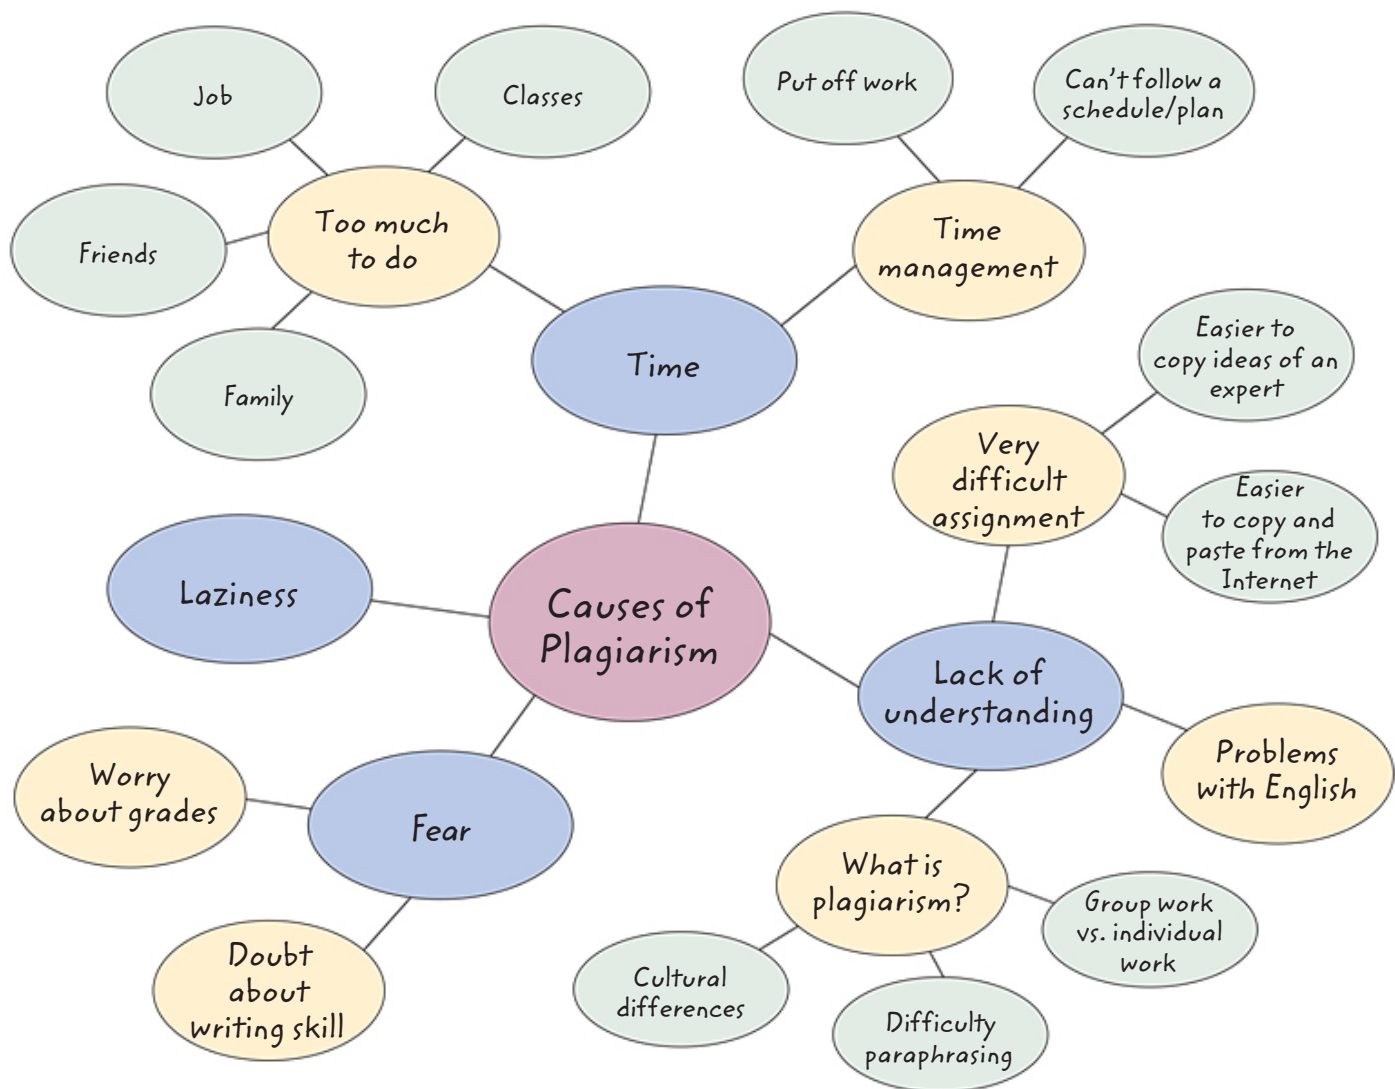 Job
Classes
Put off work
Can't follow a
schedule/plan
Friends
Too much
to do
Time
management
Family
Time
Easier to
copy ideas of an
expert
Very
difficult
assignment
Easier
to copy and
paste from the
Internet
Laziness
Causes of
Plagiarism
Lack of
understanding
Problems
with English
Worry
about grades
Fear
What is
plagiarism?
Group work
vs. individual
work
Doubt
about
writing skill
Cultural
differences
Difficulty
paraphrasing